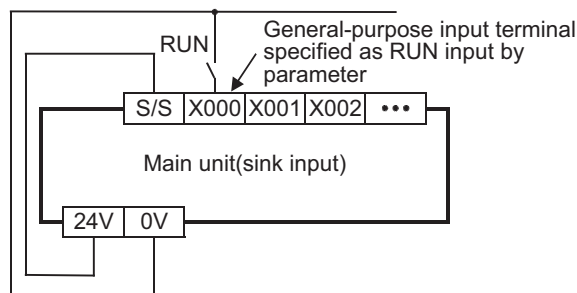 General-purpose input terminal
specified as RUN input by
parameter
RUN
S/S X000 X001 X002 •••
Main unit(sink input)
24V 0V